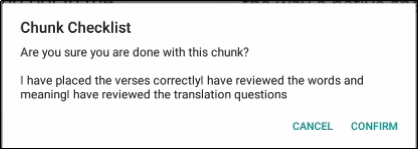 Chunk Checklist
Are you sure you are done with this chunk?
I have placed the verses correctlyI have reviewed the words and
meaningI have reviewed the translation questions
CANCEL CONFIRM